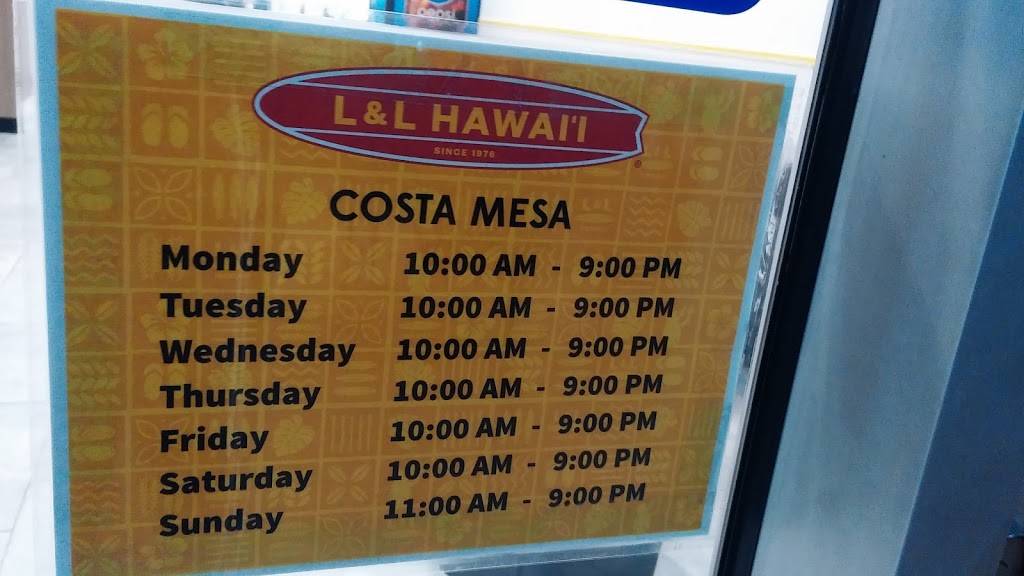 L&L HAWAI'I
SINCE 1976
®
COSTA MESA
Monday 10:00 AM - 9:00 PM
Tuesday 10:00 AM - 9:00 PM
Wednesday 10:00 AM - 9:00 PM
Thursday 10:00 AM - 9:00 PM
Friday 10:00 AM - 9:00 PM
Saturday 10:00 AM - 9:00 PM
Sunday 11:00 AM - 9:00 PM